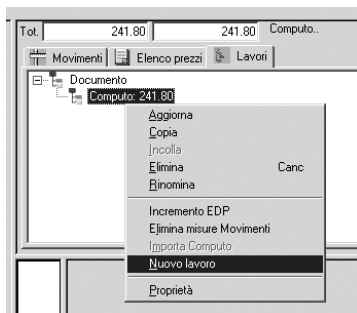 Tot. 241.80 241.80 Computo..
Movimenti Elenco prezzi Lavori
Documento
Computo: 241.80
Aggiorna
Copia
Incolla
Elimina Canc
Rinomina
Incremento EDP
Elimina misure Movimenti
Importa Computo
Nuovo lavoro
Proprietà